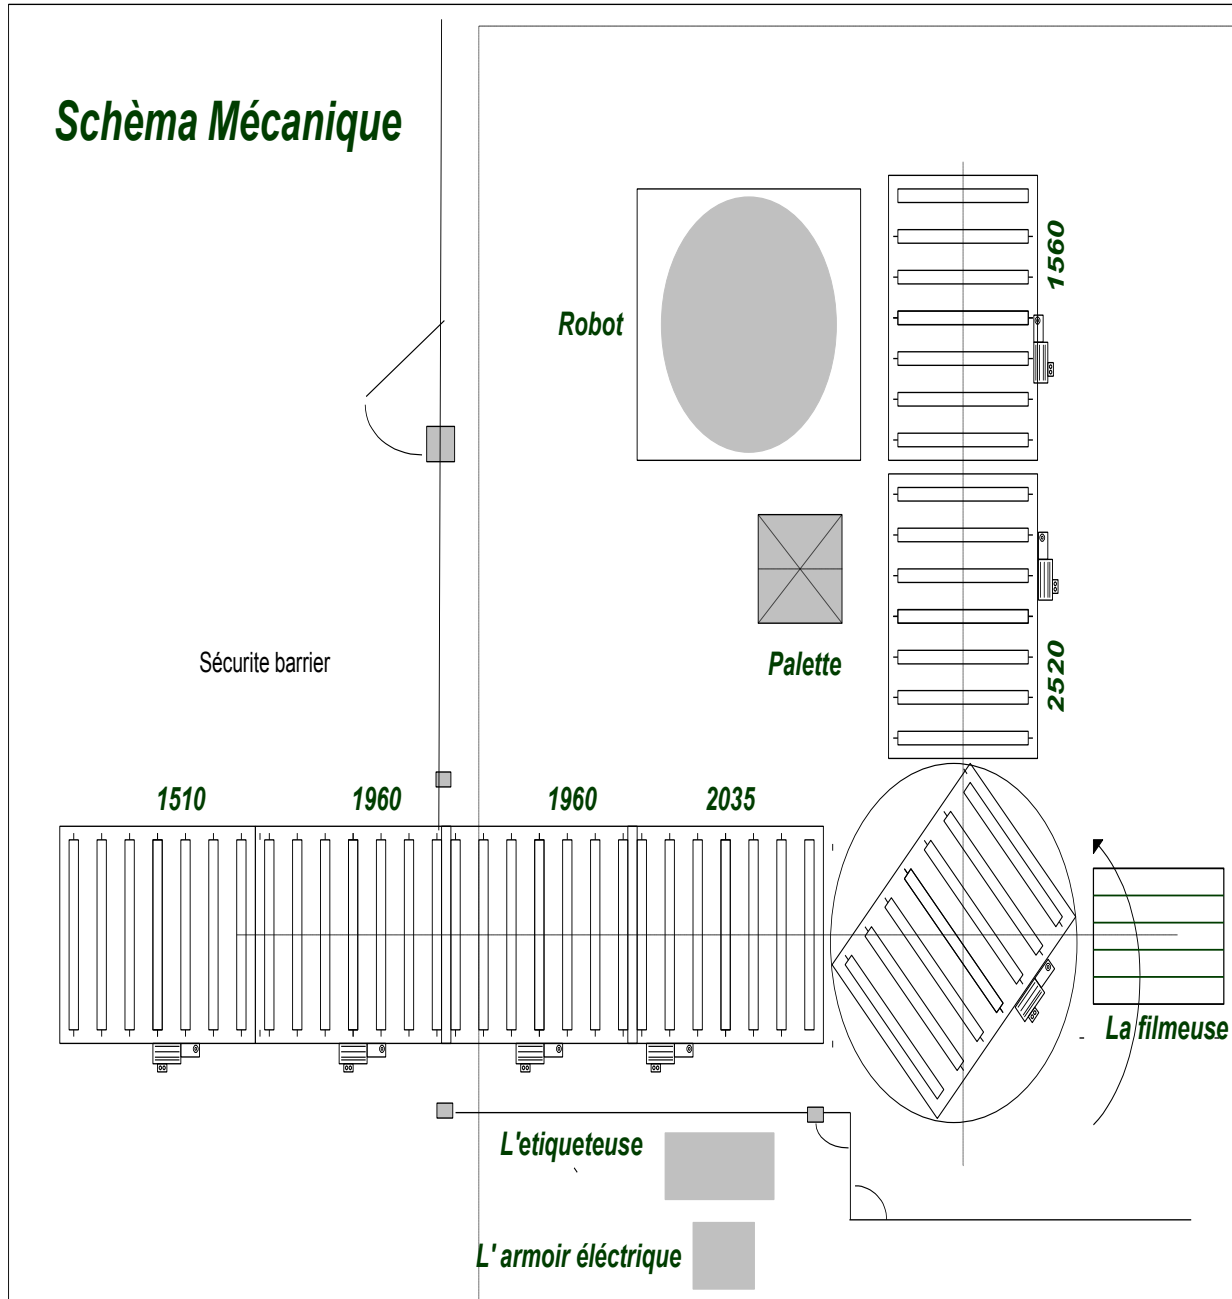 Schèma Mécanique
1560
Robot
Sécurite barrier
Palette
2520
1510
1960
1960
2035
La filmeuse
L'etiqueteuse
L' armoir éléctrique